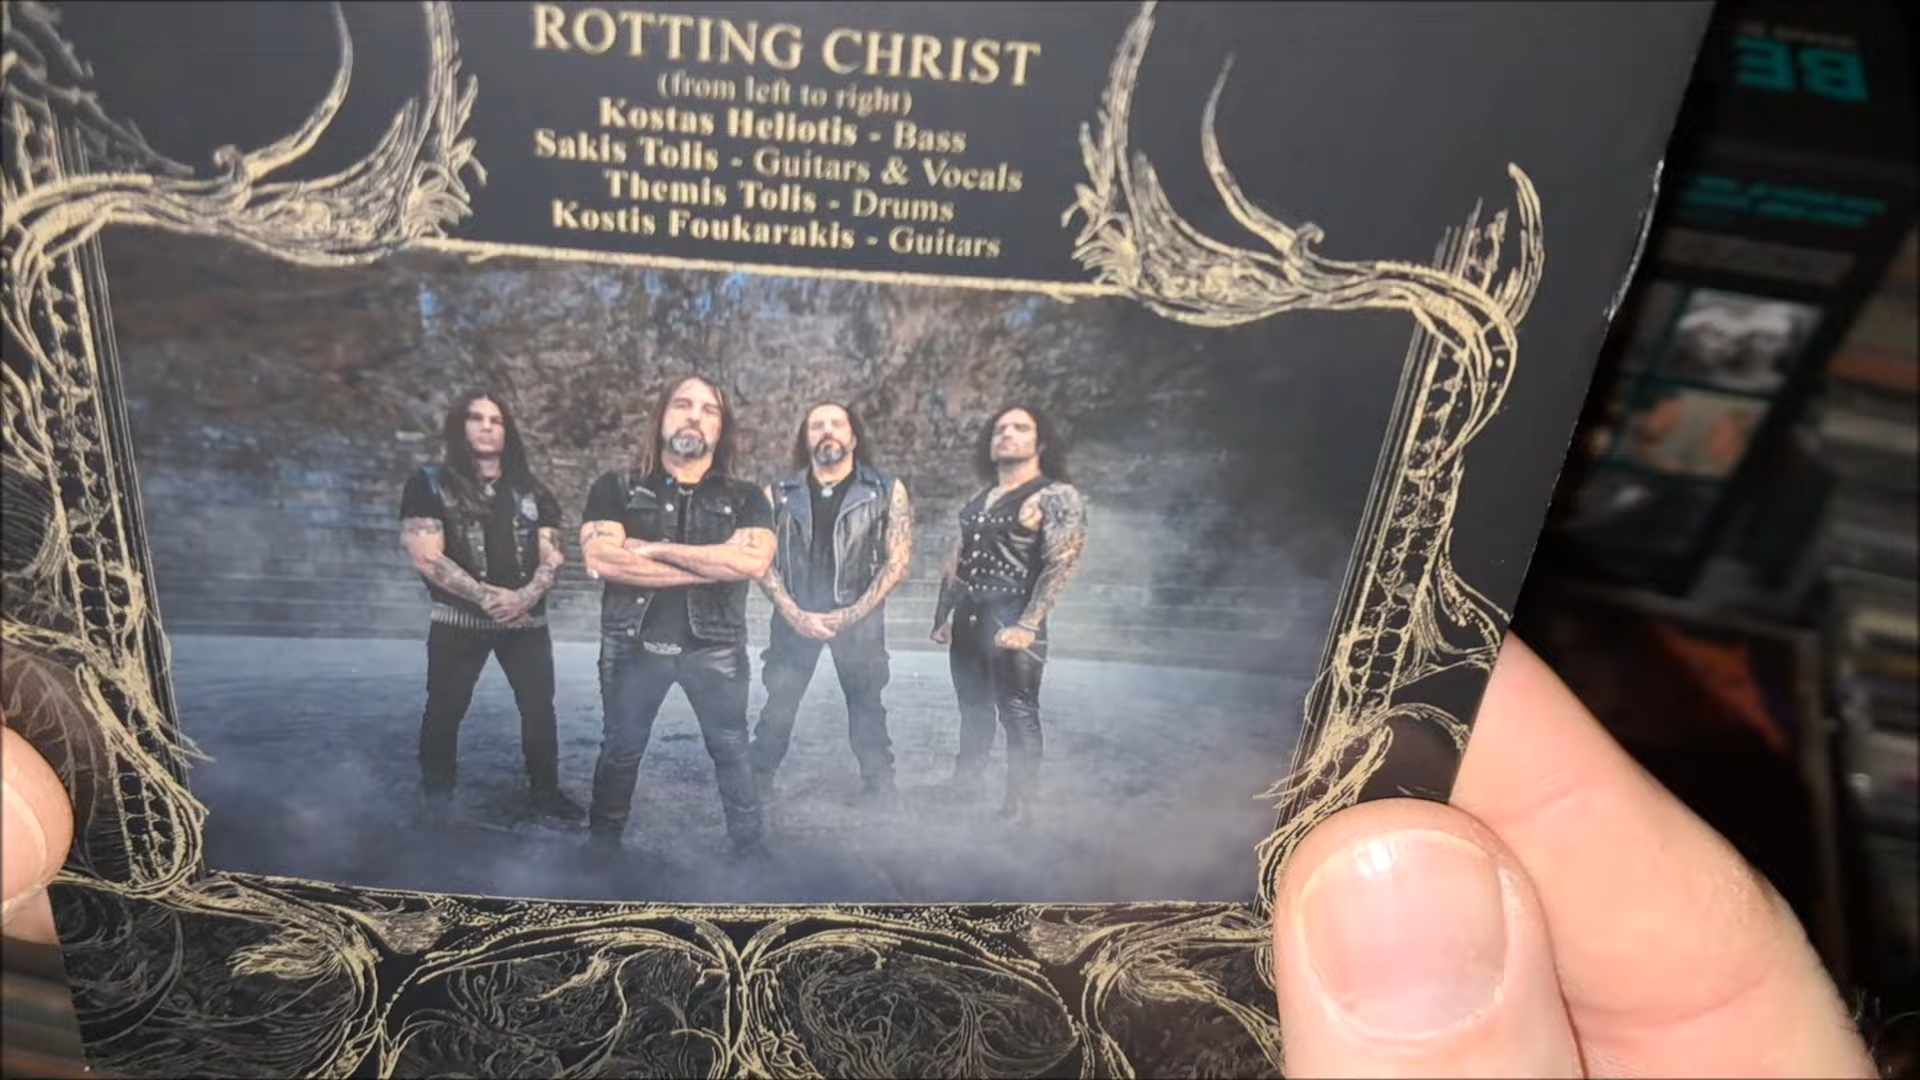 ROTTING CHRIST
(from left to right)
Kostas Heliotis - Bass
Sakis Tolis - Guitars & Vocals
Themis Tolis - Drums
Kostis Foukarakis - Guitars
BE